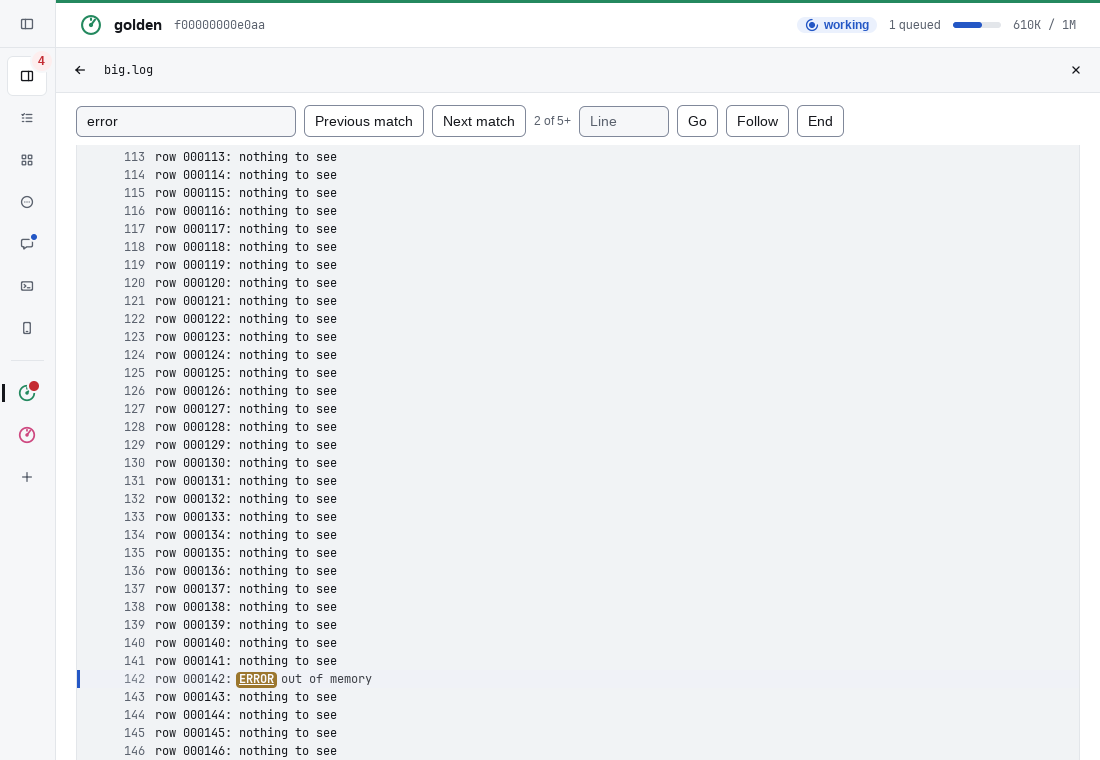 golden f00000000e0aa working 1 queued 610K / 1M
4
big.log
error Previous match Next match 2 of 5+ Line Go Follow End
113 row 000113: nothing to see
114 row 000114: nothing to see
115 row 000115: nothing to see
116 row 000116: nothing to see
117 row 000117: nothing to see
118 row 000118: nothing to see
119 row 000119: nothing to see
120 row 000120: nothing to see
121 row 000121: nothing to see
122 row 000122: nothing to see
123 row 000123: nothing to see
124 row 000124: nothing to see
125 row 000125: nothing to see
126 row 000126: nothing to see
127 row 000127: nothing to see
128 row 000128: nothing to see
129 row 000129: nothing to see
130 row 000130: nothing to see
131 row 000131: nothing to see
132 row 000132: nothing to see
133 row 000133: nothing to see
134 row 000134: nothing to see
135 row 000135: nothing to see
136 row 000136: nothing to see
137 row 000137: nothing to see
138 row 000138: nothing to see
139 row 000139: nothing to see
140 row 000140: nothing to see
141 row 000141: nothing to see
142 row 000142: ERROR out of memory
143 row 000143: nothing to see
144 row 000144: nothing to see
145 row 000145: nothing to see
146 row 000146: nothing to see